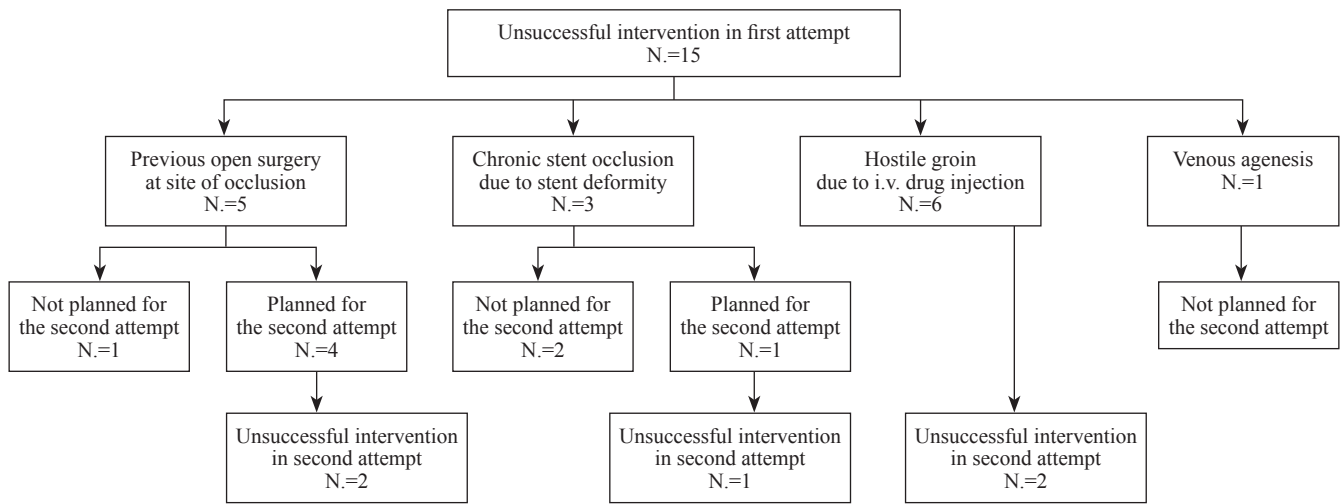 Unsuccessful intervention in first attempt
N.=15
Previous open surgery
at site of occlusion
N.=5
Chronic stent occlusion
due to stent deformity
N.=3
Hostile groin
due to i.v. drug injection
N.=6
Venous agenesis
N.=1
Not planned for
the second attempt
N.=1
Planned for
the second attempt
N.=4
Not planned for
the second attempt
N.=2
Planned for
the second attempt
N.=1
Not planned for
the second attempt
Unsuccessful intervention
in second attempt
N.=2
Unsuccessful intervention
in second attempt
N.=1
Unsuccessful intervention
in second attempt
N.=2